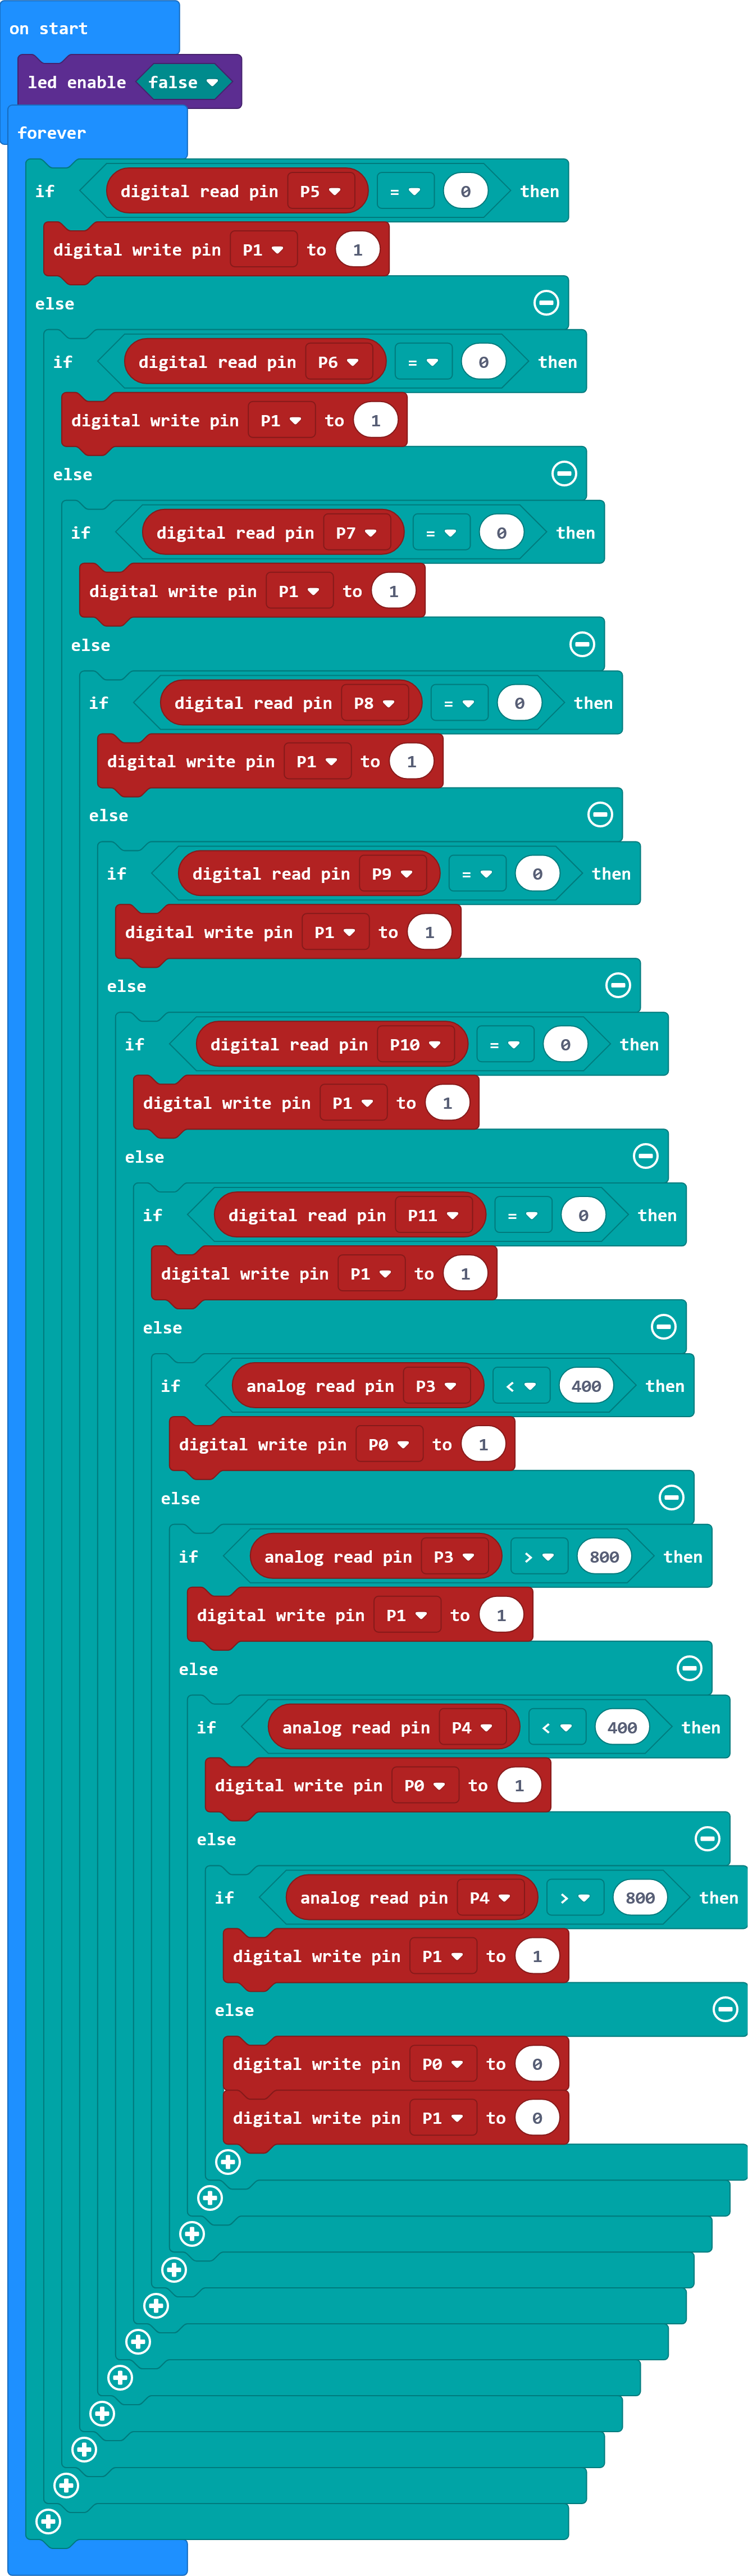 on start
led enable false
forever
if digital read pin P5 = 0 then
digital write pin P1 to 1
else
if digital read pin P6 = 0 then
digital write pin P1 to 1
else
if digital read pin P7 = 0 then
digital write pin P1 to 1
else
if digital read pin P8 = 0 then
digital write pin P1 to 1
else
if digital read pin P9 = 0 then
digital write pin P1 to 1
else
if digital read pin P10 = 0 then
digital write pin P1 to 1
else
if digital read pin P11 = 0 then
digital write pin P1 to 1
else
if analog read pin P3 < 400 then
digital write pin P0 to 1
else
if analog read pin P3 > 800 then
digital write pin P1 to 1
else
if analog read pin P4 < 400 then
digital write pin P0 to 1
else
if analog read pin P4 > 800 then
digital write pin P1 to 1
else
digital write pin P0 to 0
digital write pin P1 to 0